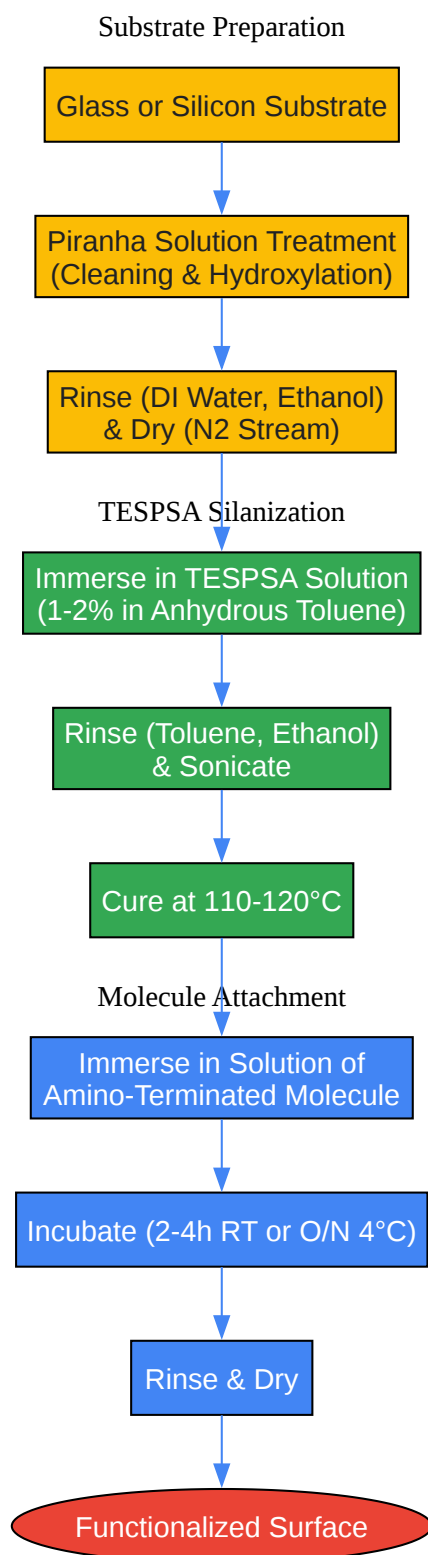 Substrate Preparation
Glass or Silicon Substrate
Piranha Solution Treatment
(Cleaning & Hydroxylation)
Rinse (DI Water, Ethanol)
& Dry (N2 Stream)
TESPSA Silanization
Immerse in TESPSA Solution
(1-2% in Anhydrous Toluene)
Rinse (Toluene, Ethanol)
& Sonicate
Cure at 110-120°C
Molecule Attachment
Immerse in Solution of
Amino-Terminated Molecule
Incubate (2-4h RT or O/N 4°C)
Rinse & Dry
Functionalized Surface